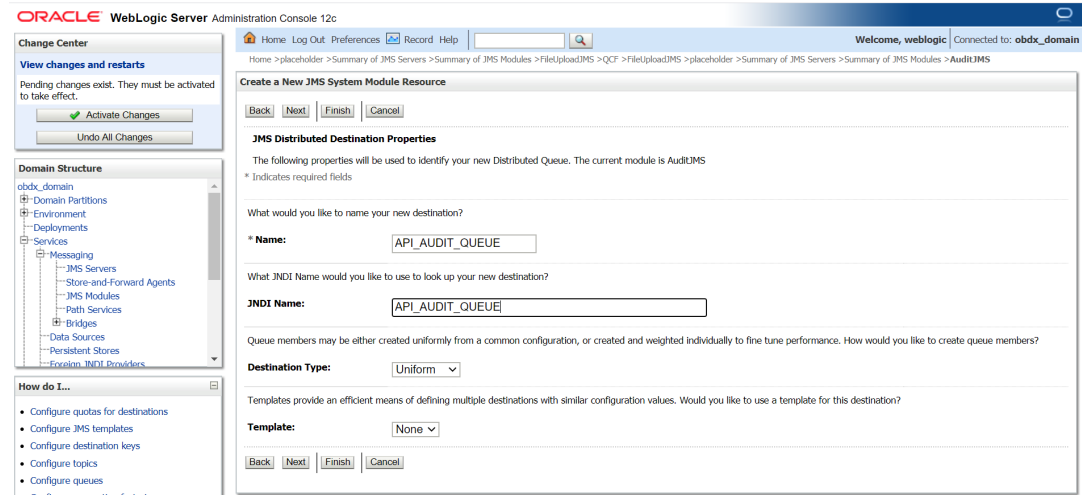 ORACLE WebLogic Server Administration Console 12c
Change Center
View changes and restarts
Pending changes exist. They must be activated
to take effect.
Activate Changes
Undo All Changes
Domain Structure
obdx_domain
Domain Partitions
Environment
Deployments
Services
Messaging
JMS Servers
Store-and-Forward Agents
JMS Modules
Path Services
Bridges
Data Sources
Persistent Stores
Foreign JNDI Providers
How do I...
Configure quotas for destinations
Configure JMS templates
Configure destination keys
Configure topics
Configure queues
Home Log Out Preferences Record Help
Welcome, weblogic Connected to: obdx_domain
Home >placeholder >Summary of JMS Servers >Summary of JMS Modules >FileUploadJMS >QCF >FileUploadJMS >placeholder >Summary of JMS Servers >Summary of JMS Modules >AuditJMS
Create a New JMS System Module Resource
Back Next Finish Cancel
JMS Distributed Destination Properties
The following properties will be used to identify your new Distributed Queue. The current module is AuditJMS
* Indicates required fields
What would you like to name your new destination?
* Name: API_AUDIT_QUEUE
What JNDI Name would you like to use to look up your new destination?
JNDI Name: API_AUDIT_QUEUE
Queue members may be either created uniformly from a common configuration, or created and weighted individually to fine tune performance. How would you like to create queue members?
Destination Type: Uniform
Templates provide an efficient means of defining multiple destinations with similar configuration values. Would you like to use a template for this destination?
Template: None
Back Next Finish Cancel